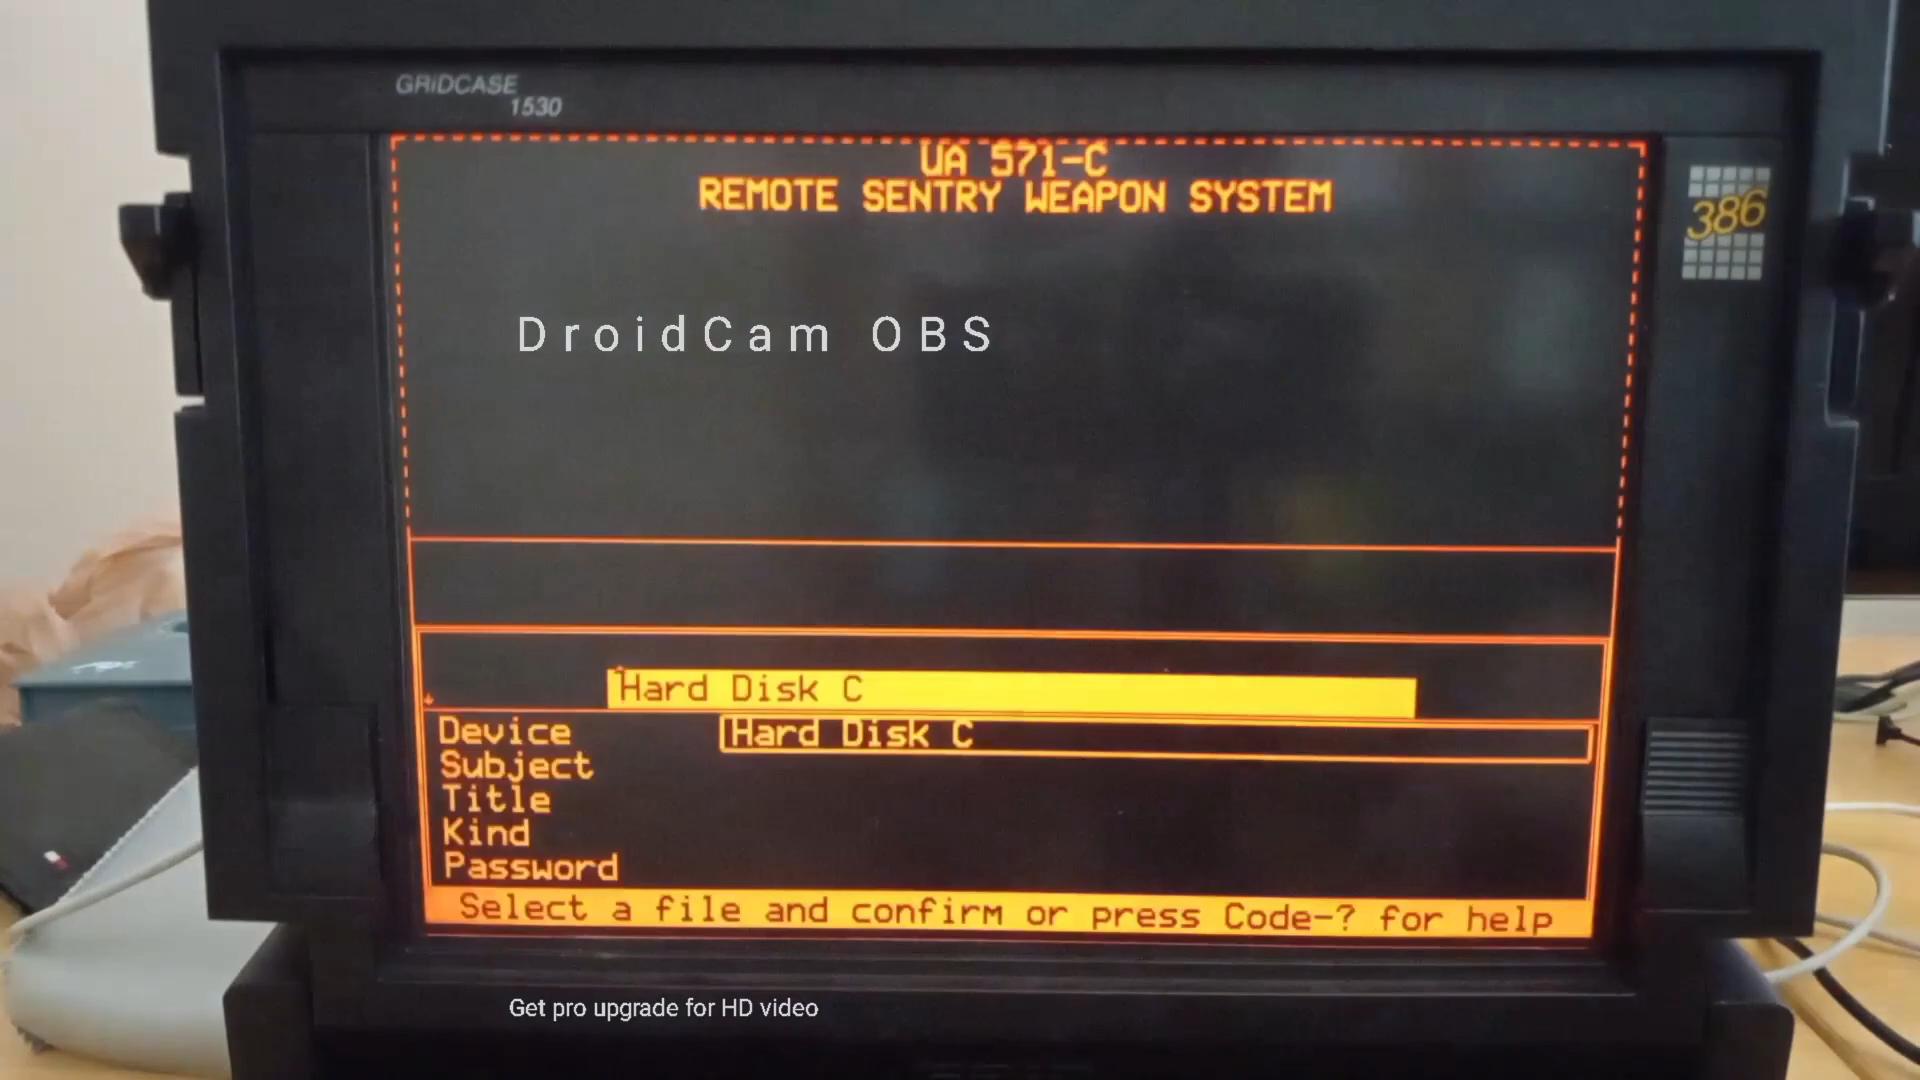 GRiDCASE
1530
UA 571-C
REMOTE SENTRY WEAPON SYSTEM
386
DroidCam OBS
Hard Disk C
Device Hard Disk C
Subject
Title
Kind
Password
Select a file and confirm or press Code-? for help
Get pro upgrade for HD video